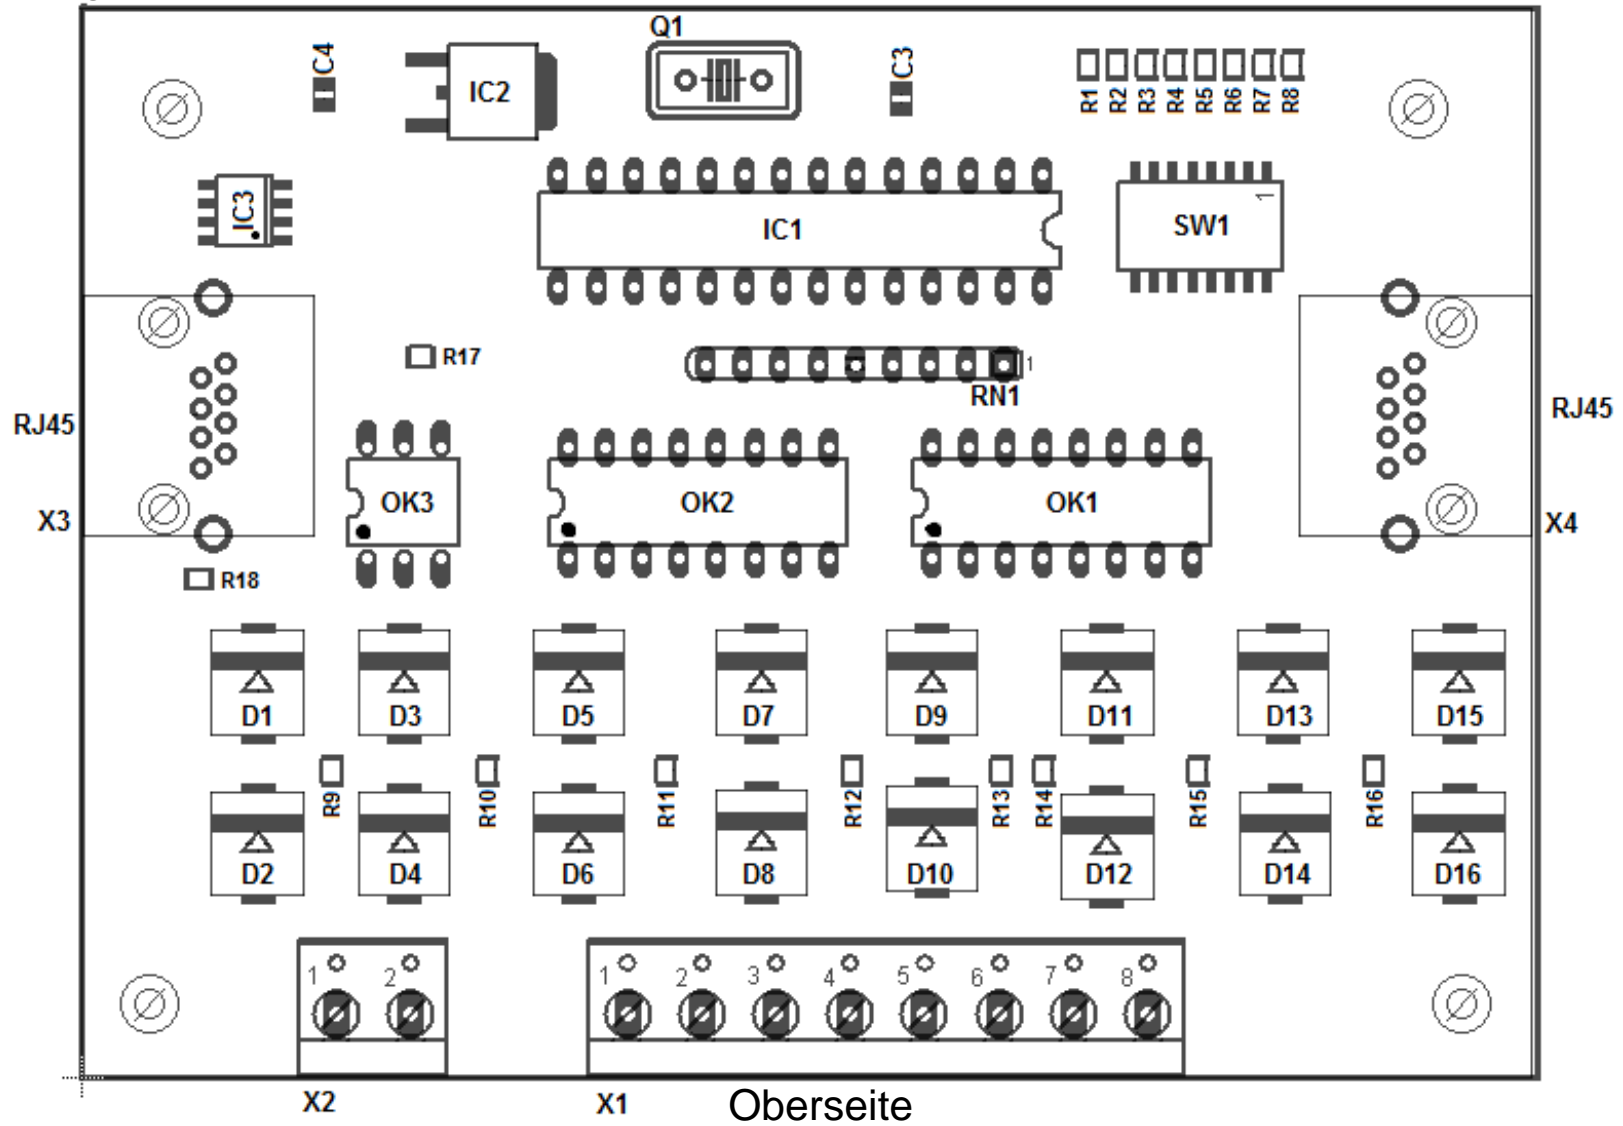 Q1
C4
C3
IC2
R1 R2 R3 R4 R5 R6 R7 R8
IC3
IC1
SW1
1
R17
1
RN1
RJ45
RJ45
OK3
OK2
OK1
X3
X4
R18
D1 D3 D5 D7 D9 D11 D13 D15
R9 R10 R11 R12 R13 R14 R15 R16
D2 D4 D6 D8 D10 D12 D14 D16
1 2 1 2 3 4 5 6 7 8
X2
X1
Oberseite